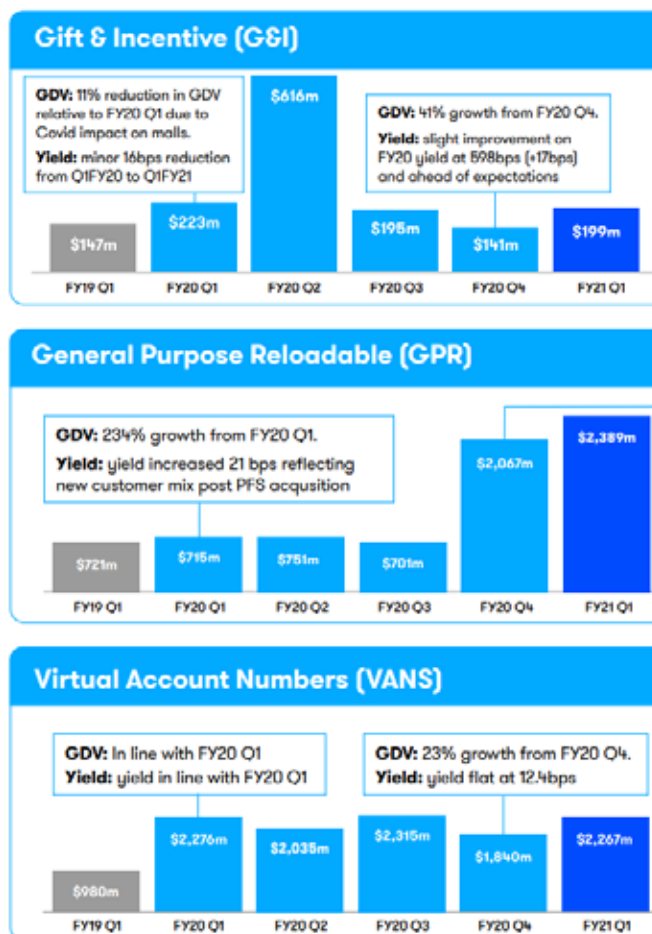 Gift & Incentive (G&I)
GDV: 11% reduction in GDV
relative to FY20 Q1 due to
Covid impact on malls.
Yield: minor 16bps reduction
from Q1FY20 to Q1FY21
$616m
GDV: 41% growth from FY20 Q4.
Yield: slight improvement on
FY20 yield at 598bps (+17bps)
and ahead of expectations
$147m
$223m
$195m
$141m
$199m
FY19 Q1
FY20 Q1
FY20 Q2
FY20 Q3
FY20 Q4
FY21 Q1
General Purpose Reloadable (GPR)
GDV: 234% growth from FY20 Q1.
Yield: yield increased 21 bps reflecting
new customer mix post PFS acqusition
$721m
$715m
$751m
$701m
$2,067m
$2,389m
FY19 Q1
FY20 Q1
FY20 Q2
FY20 Q3
FY20 Q4
FY21 Q1
Virtual Account Numbers (VANS)
GDV: In line with FY20 Q1
Yield: yield in line with FY20 Q1
GDV: 23% growth from FY20 Q4.
Yield: yield flat at 12.4bps
$980m
$2,276m
$2,035m
$2,315m
$1,840m
$2,267m
FY19 Q1
FY20 Q1
FY20 Q2
FY20 Q3
FY20 Q4
FY21 Q1